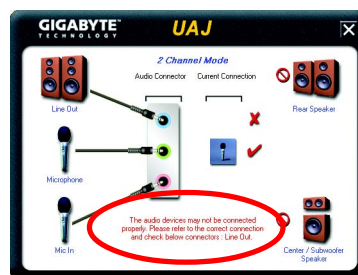 GIGABYTE™
TECHNOLOGY
UAJ
2 Channel Mode
Audio Connector
Current Connection
Line Out
Rear Speaker
Microphone
Mic In
The audio devices may not be connected
properly. Please refer to the correct connection
and check below connectors : Line Out.
Center / Subwoofer
Speaker